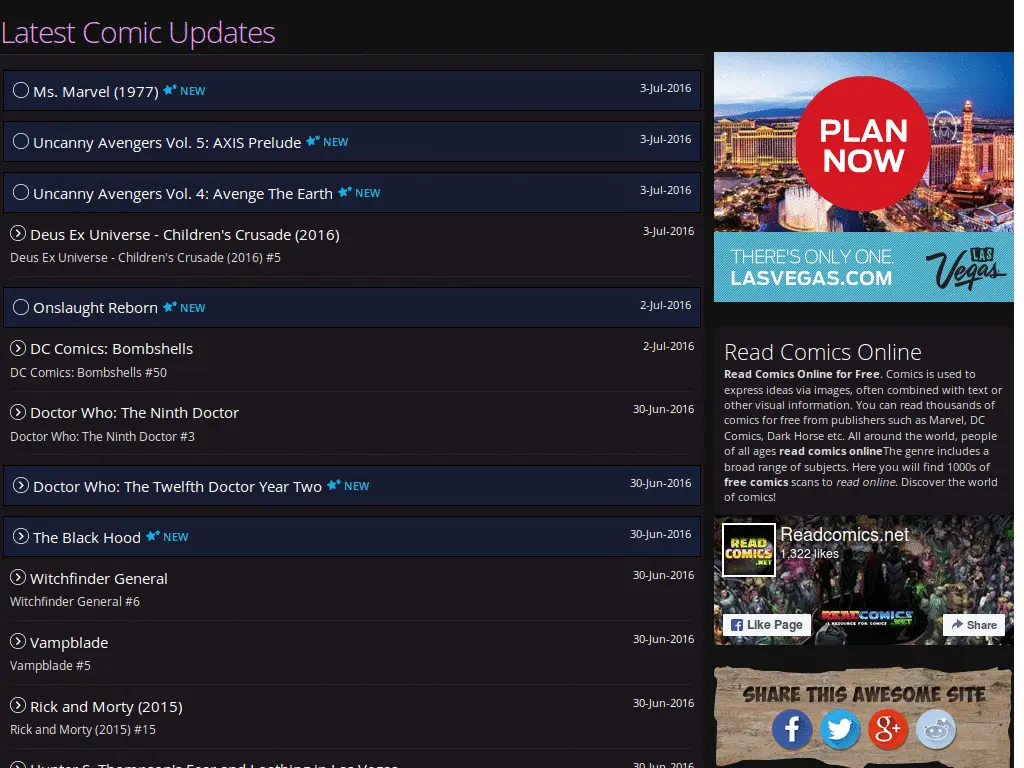 Latest Comic Updates
Ms. Marvel (1977) NEW 3-Jul-2016
Uncanny Avengers Vol. 5: AXIS Prelude NEW 3-Jul-2016
Uncanny Avengers Vol. 4: Avenge The Earth NEW 3-Jul-2016
Deus Ex Universe - Children's Crusade (2016) 3-Jul-2016
Deus Ex Universe - Children's Crusade (2016) #5
Onslaught Reborn NEW 2-Jul-2016
DC Comics: Bombshells 2-Jul-2016
DC Comics: Bombshells #50
Doctor Who: The Ninth Doctor 30-Jun-2016
Doctor Who: The Ninth Doctor #3
Doctor Who: The Twelfth Doctor Year Two NEW 30-Jun-2016
The Black Hood NEW 30-Jun-2016
Witchfinder General 30-Jun-2016
Witchfinder General #6
Vampblade 30-Jun-2016
Vampblade #5
Rick and Morty (2015) 30-Jun-2016
Rick and Morty (2015) #15
Hunter S. Thompson's Fear and Loathing in Las Vegas 30-Jun-2016
PLAN
NOW
THERE'S ONLY ONE.
LASVEGAS.COM
LAS
Vegas
Read Comics Online
Read Comics Online for Free. Comics is used to
express ideas via images, often combined with text or
other visual information. You can read thousands of
comics for free from publishers such as Marvel, DC
Comics, Dark Horse etc. All around the world, people
of all ages read comics onlineThe genre includes a
broad range of subjects. Here you will find 1000s of
free comics scans to read online. Discover the world
of comics!
READ
COMICS
.NET
Readcomics.net
1,322 likes
READCOMICS
.NET
Like Page
Share
SHARE THIS AWESOME SITE